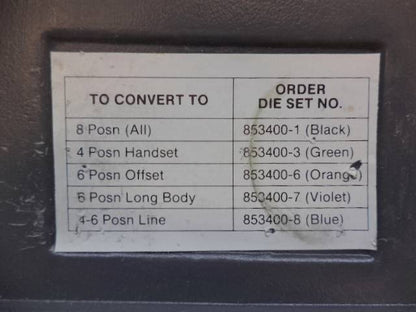 TO CONVERT TO
ORDER
DIE SET NO.
8 Posn (All) 853400-1 (Black)
4 Posn Handset 853400-3 (Green)
6 Posn Offset 853400-6 (Orange)
6 Posn Long Body 853400-7 (Violet)
4-6 Posn Line 853400-8 (Blue)